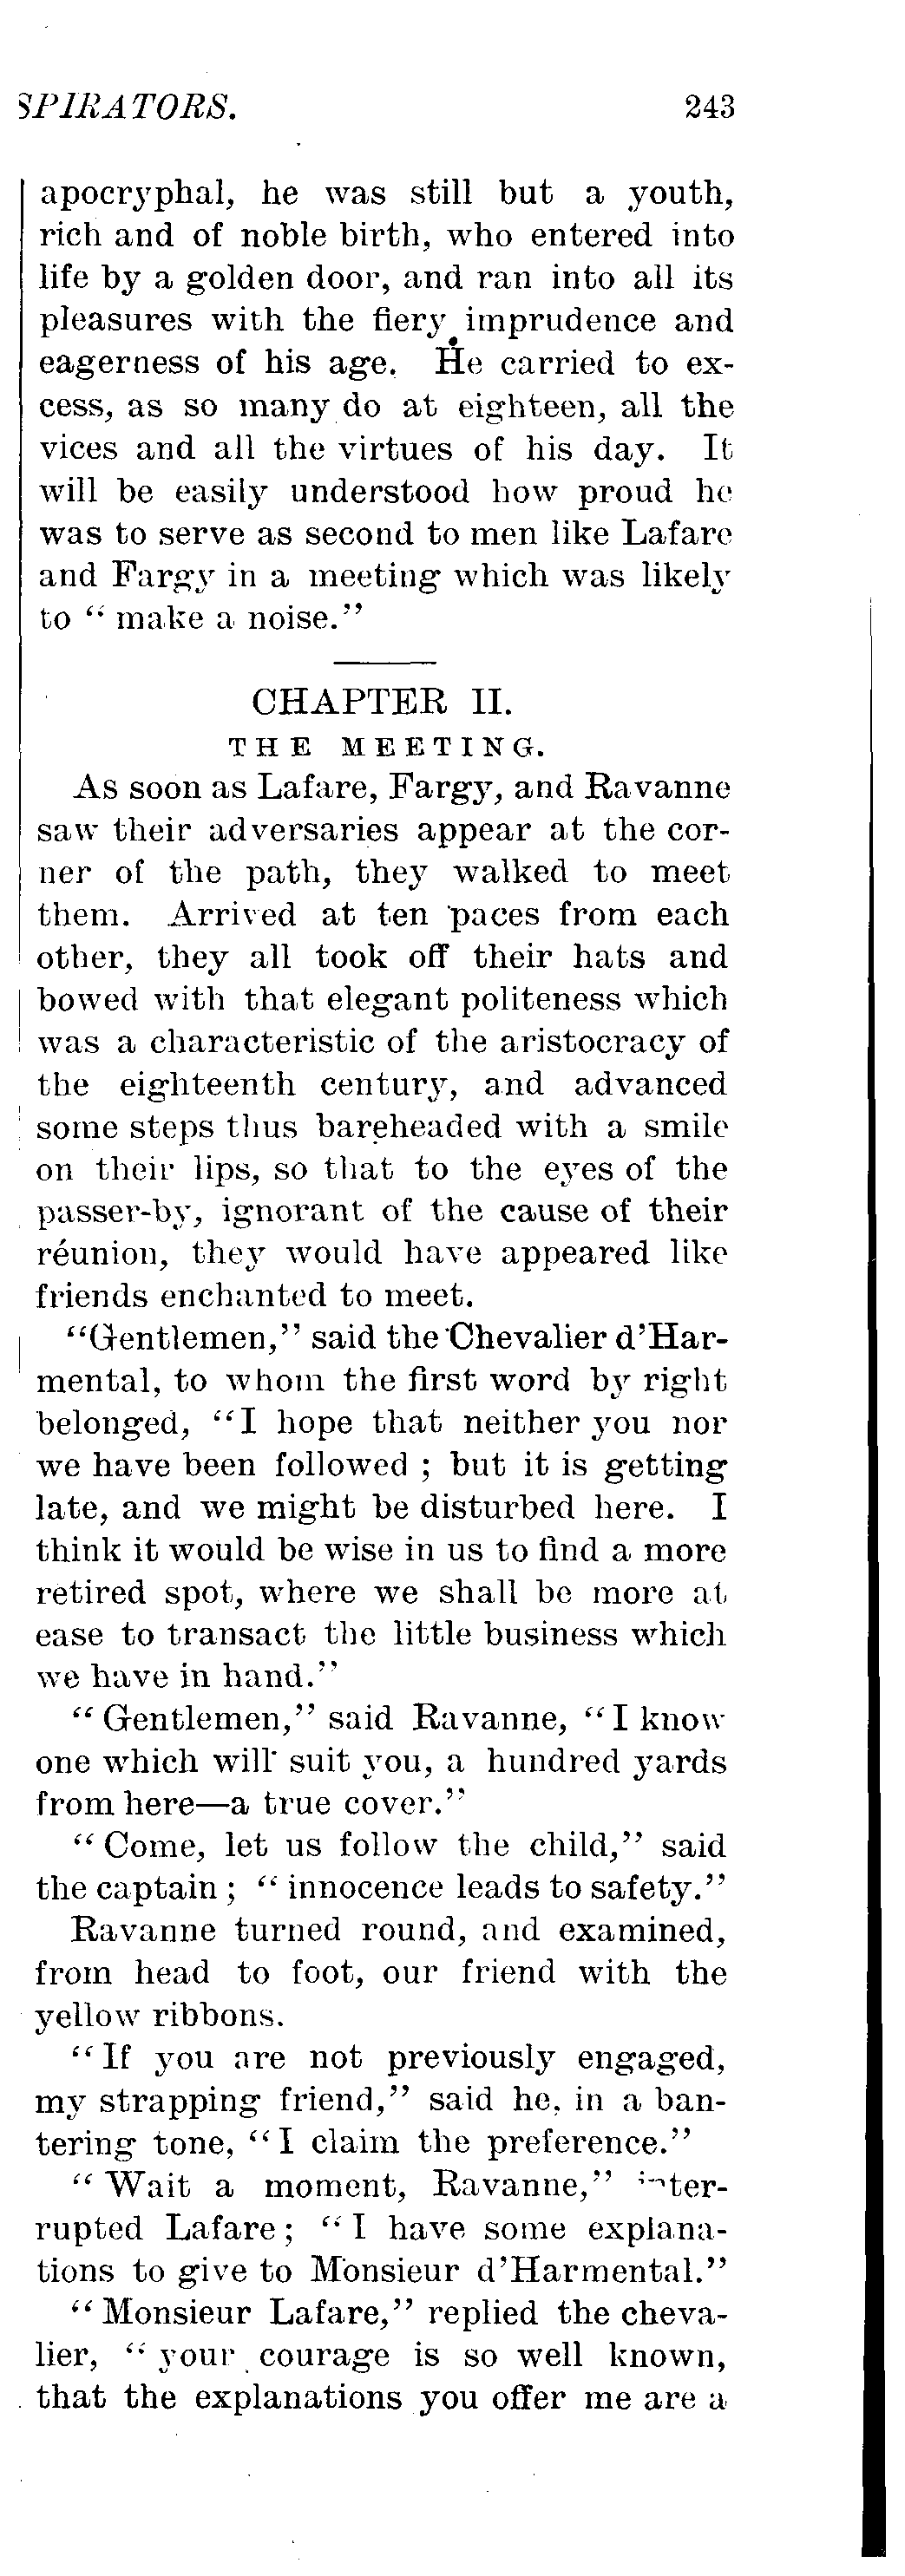 SPIRATORS. 243
apocryphal, he was still but a youth,
rich and of noble birth, who entered into
life by a golden door, and ran into all its
pleasures with the fiery imprudence and
eagerness of his age. He carried to ex-
cess, as so many do at eighteen, all the
vices and all the virtues of his day. It
will be easily understood how proud he
was to serve as second to men like Lafare
and Fargy in a meeting which was likely
to “ make a noise.”
CHAPTER II.
THE MEETING.
As soon as Lafare, Fargy, and Ravanne
saw their adversaries appear at the cor-
ner of the path, they walked to meet
them. Arrived at ten paces from each
other, they all took off their hats and
bowed with that elegant politeness which
was a characteristic of the aristocracy of
the eighteenth century, and advanced
some steps thus bareheaded with a smile
on their lips, so that to the eyes of the
passer-by, ignorant of the cause of their
réunion, they would have appeared like
friends enchanted to meet.
“Gentlemen,” said the Chevalier d’Har-
mental, to whom the first word by right
belonged, “I hope that neither you nor
we have been followed ; but it is getting
late, and we might be disturbed here. I
think it would be wise in us to find a more
retired spot, where we shall be more at
ease to transact the little business which
we have in hand.”
“ Gentlemen,” said Ravanne, “I know
one which will suit you, a hundred yards
from here—a true cover.”
“ Come, let us follow the child,” said
the captain ; “ innocence leads to safety.”
Ravanne turned round, and examined,
from head to foot, our friend with the
yellow ribbons.
“ If you are not previously engaged,
my strapping friend,” said he, in a ban-
tering tone, “ I claim the preference.”
“ Wait a moment, Ravanne,” inter-
rupted Lafare ; “ I have some explana-
tions to give to Monsieur d’Harmental.”
“ Monsieur Lafare,” replied the cheva-
lier, “ your courage is so well known,
that the explanations you offer me are a